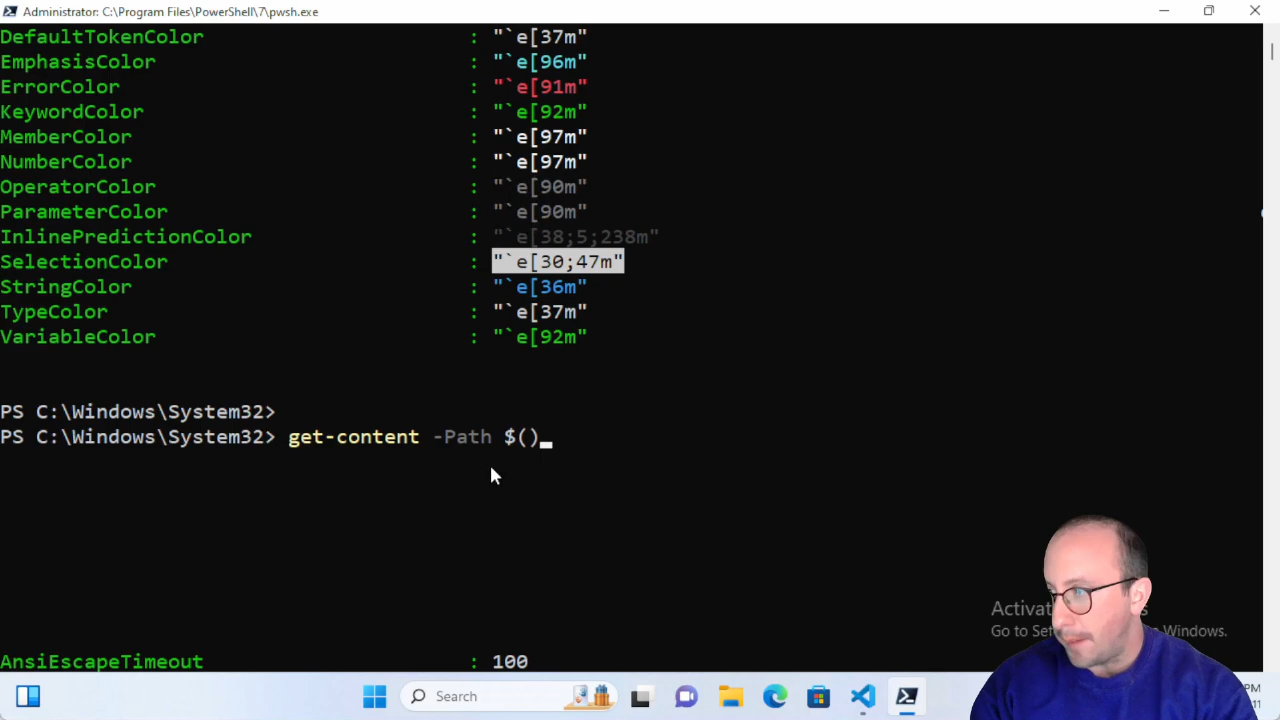 Administrator: C:\Program Files\PowerShell\7\pwsh.exe
DefaultTokenColor : "`e[37m"
EmphasisColor : "`e[96m"
ErrorColor : "`e[91m"
KeywordColor : "`e[92m"
MemberColor : "`e[97m"
NumberColor : "`e[97m"
OperatorColor : "`e[90m"
ParameterColor : "`e[90m"
InlinePredictionColor : "`e[38;5;238m"
SelectionColor : "`e[30;47m"
StringColor : "`e[36m"
TypeColor : "`e[37m"
VariableColor : "`e[92m"
PS C:\Windows\System32>
PS C:\Windows\System32> get-content -Path $()
Go to Windows.
AnsiEscapeTimeout : 100
Search